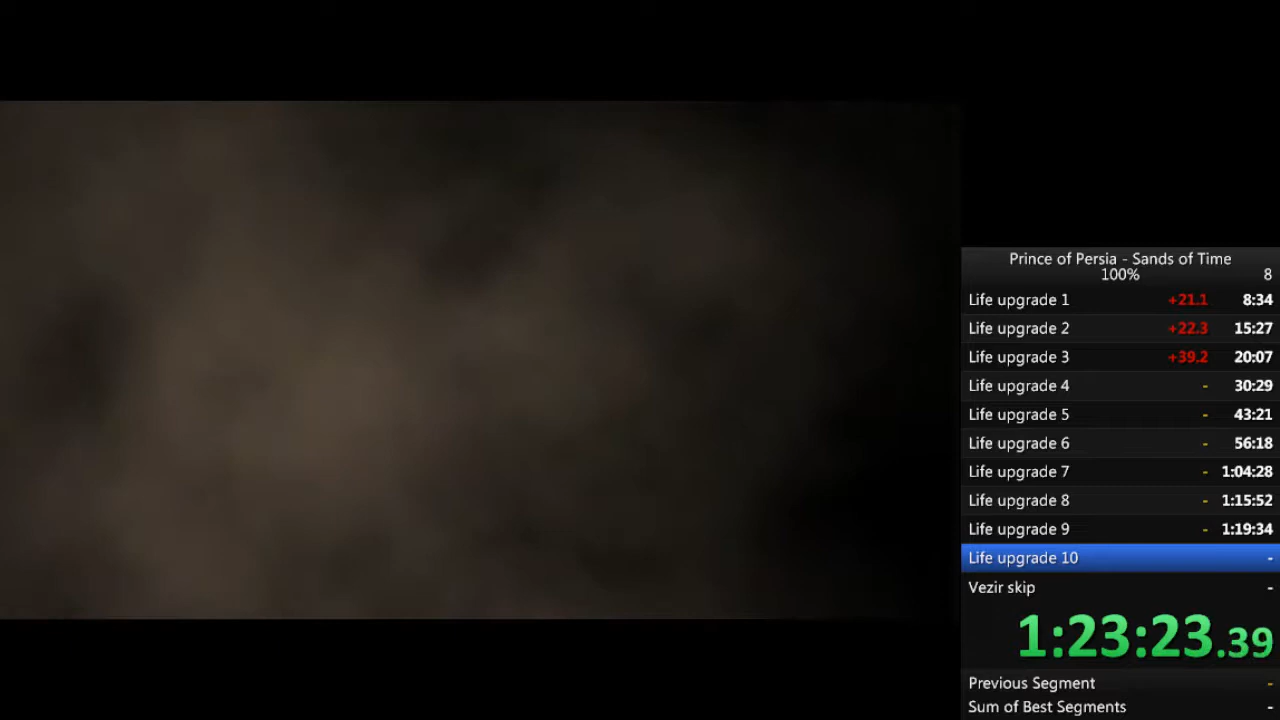 Prince of Persia - Sands of Time
100% 8
Life upgrade 1 +21.1 8:34
Life upgrade 2 +22.3 15:27
Life upgrade 3 +39.2 20:07
Life upgrade 4 - 30:29
Life upgrade 5 - 43:21
Life upgrade 6 - 56:18
Life upgrade 7 - 1:04:28
Life upgrade 8 - 1:15:52
Life upgrade 9 - 1:19:34
Life upgrade 10 -
Vezir skip -
1:23:23.39
Previous Segment -
Sum of Best Segments -